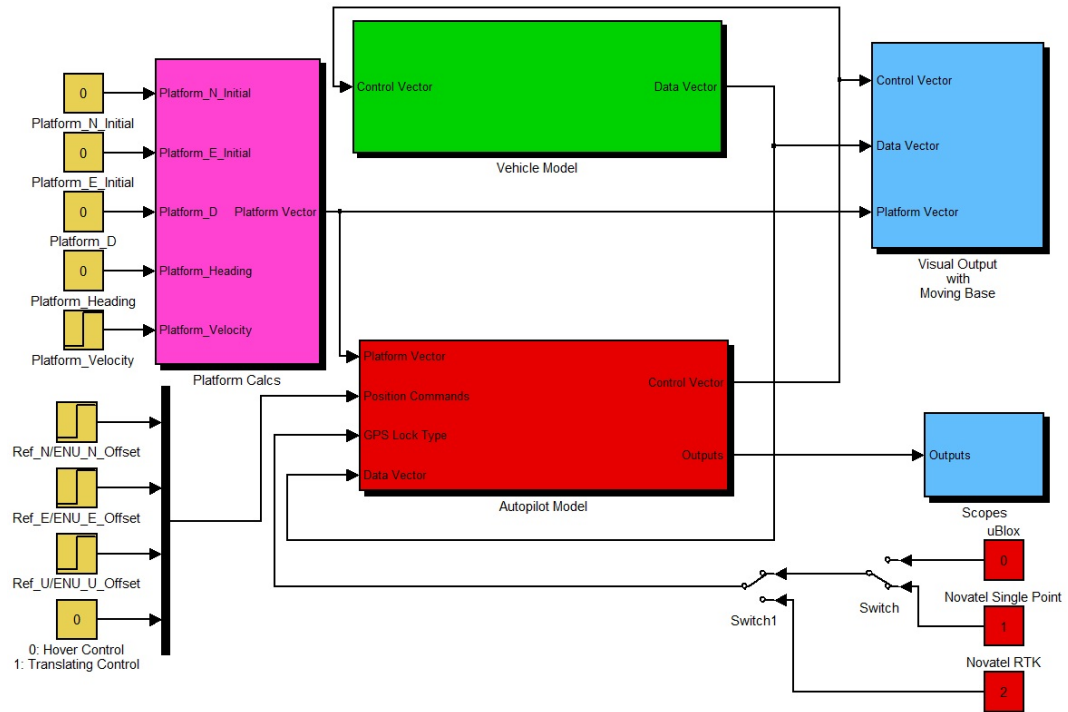 0
Platform_N_Initial
0
Platform_E_Initial
0
Platform_D
0
Platform_Heading
Platform_Velocity
Platform_N_Initial
Platform_E_Initial
Platform_D
Platform Vector
Platform_Heading
Platform_Velocity
Platform Calcs
Control Vector
Data Vector
Vehicle Model
Control Vector
Data Vector
Platform Vector
Visual Output
with
Moving Base
Platform Vector
Position Commands
GPS Lock Type
Data Vector
Control Vector
Outputs
Autopilot Model
Outputs
Scopes
Ref_N/ENU_N_Offset
Ref_E/ENU_E_Offset
Ref_U/ENU_U_Offset
0
0: Hover Control
1: Translating Control
Switch1
Switch
uBlox
0
Novatel Single Point
1
Novatel RTK
2